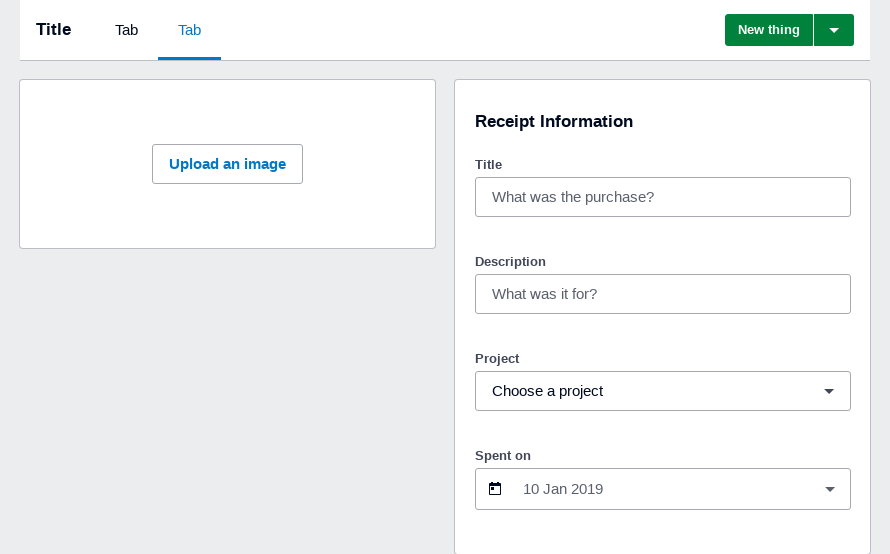 Title
Tab
Tab
New thing
Upload an image
Receipt Information
Title
What was the purchase?
Description
What was it for?
Project
Choose a project
Spent on
10 Jan 2019